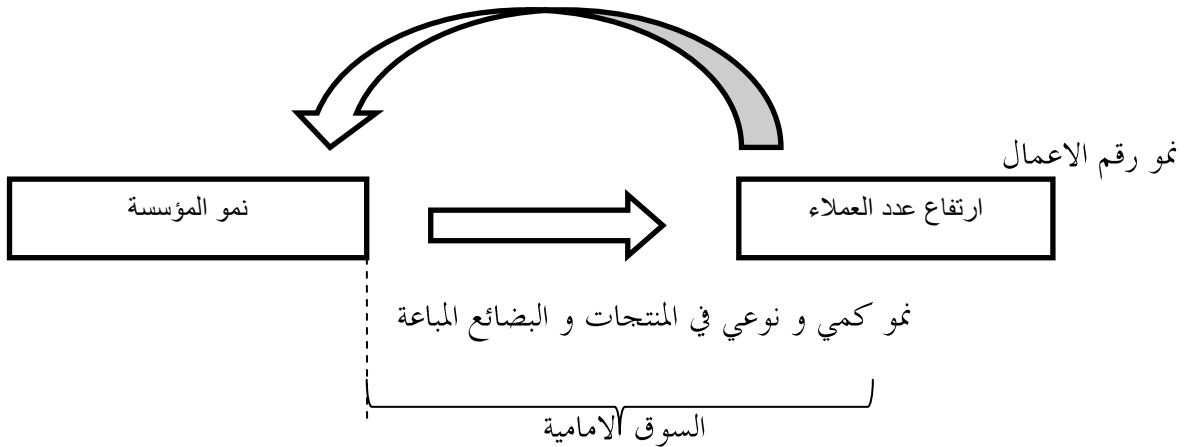 نمو رقم الاعمال
ارتفاع عدد العملاء
نمو المؤسسة
نمو كمي و نوعي في المنتجات و البضائع المباعة
السوق الامامية